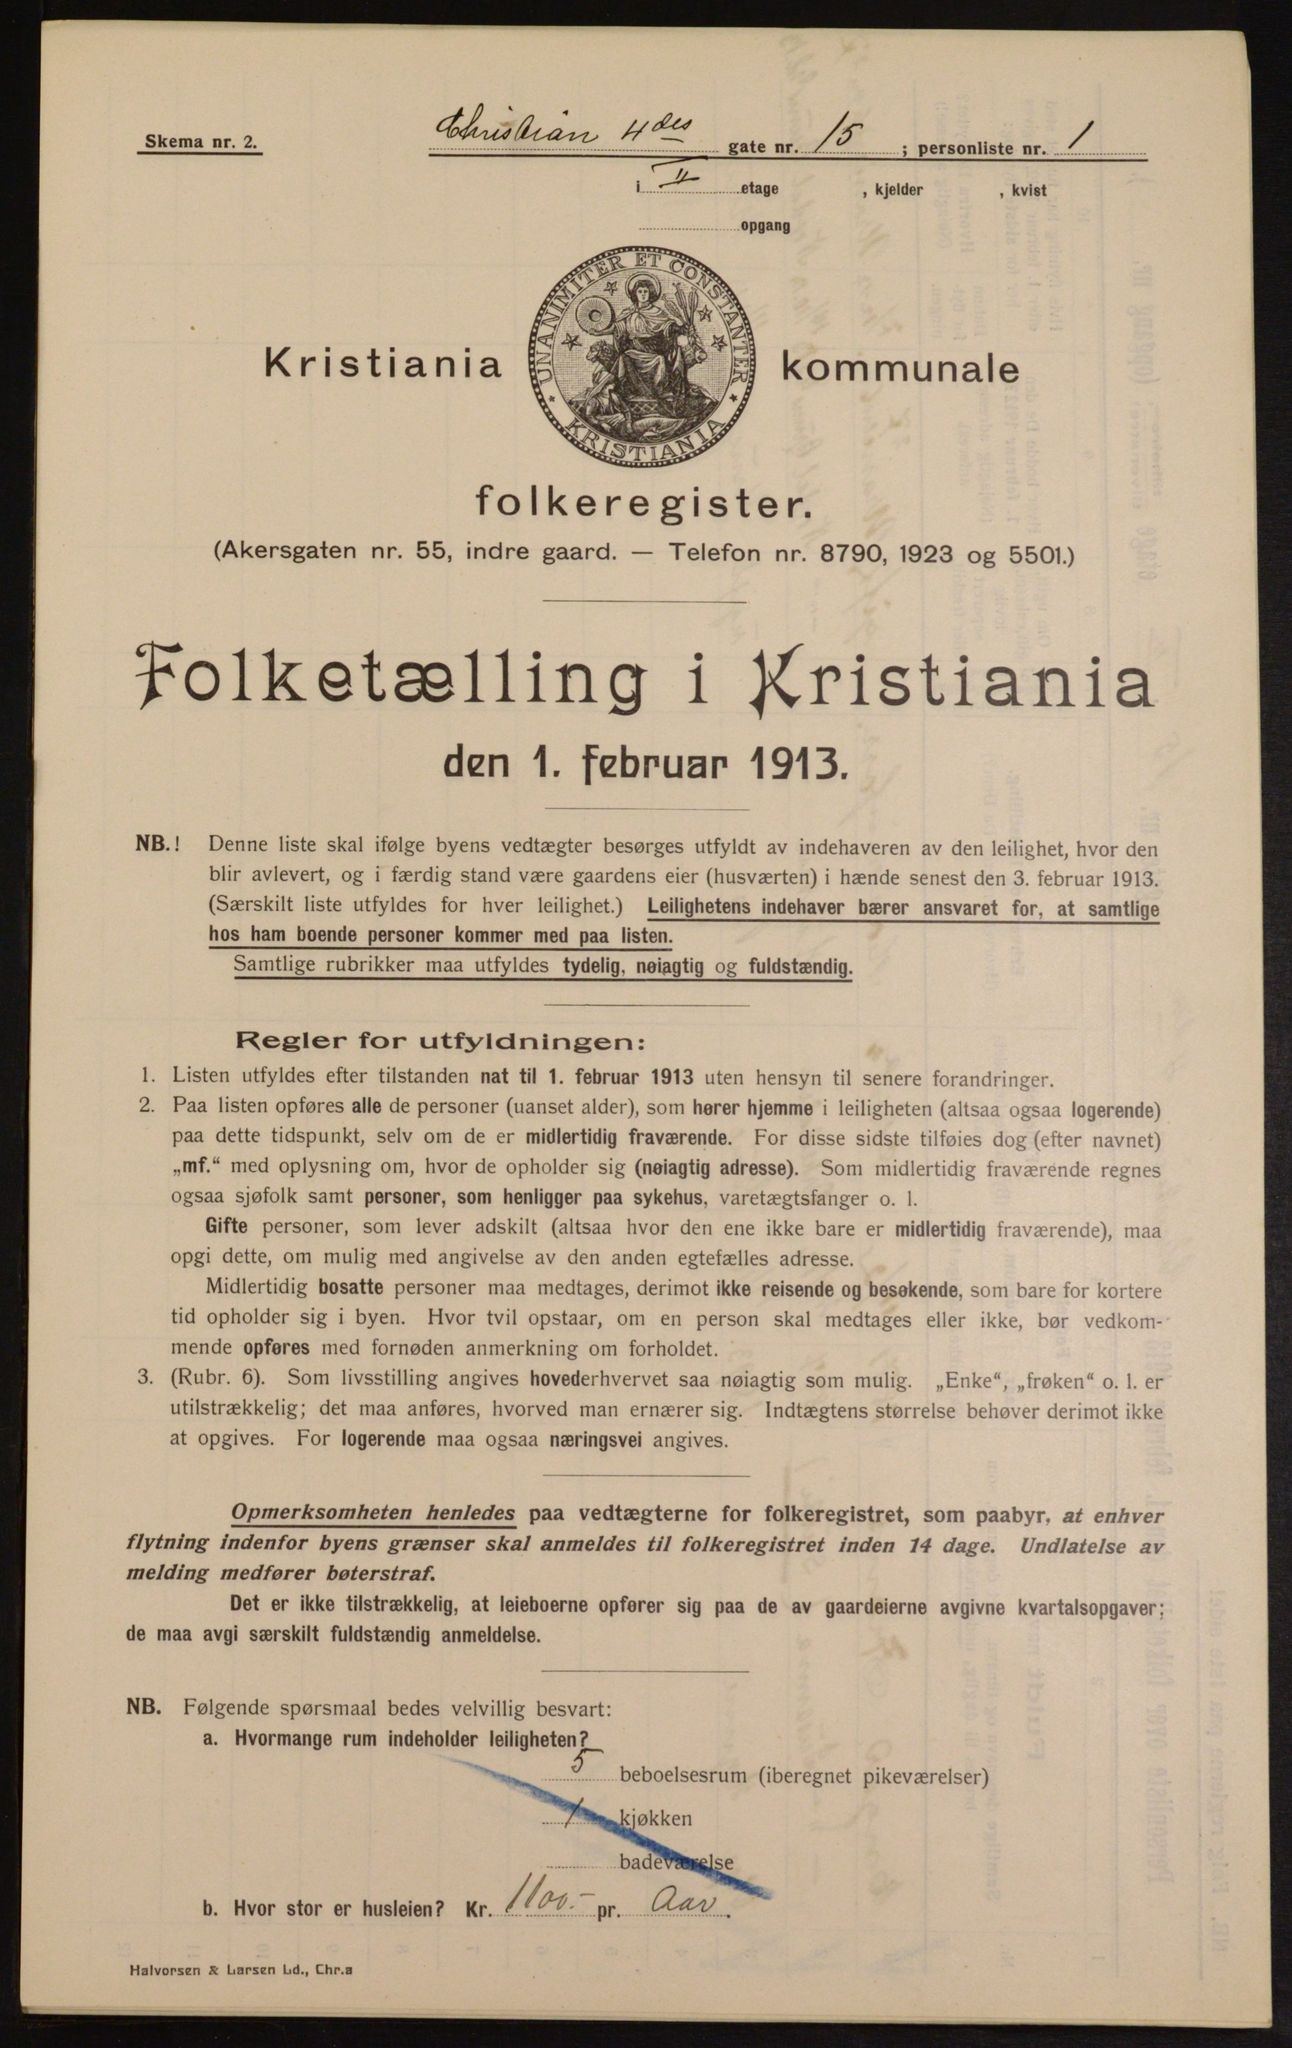 Skema nr. 2.
Christian 4des gate nr. 15 ; personliste nr. 1
i II etage , kjelder , kvist
opgang
UNANIMITER ET CONSTANTER
KRISTIANIA
Kristiania kommunale
folkeregister.
(Akersgaten nr. 55, indre gaard. — Telefon nr. 8790, 1923 og 5501.)
Folketælling i Kristiania
den 1. februar 1913.
NB.! Denne liste skal ifølge byens vedtægter besørges utfyldt av indehaveren av den leilighet, hvor den
blir avlevert, og i færdig stand være gaardens eier (husværten) i hænde senest den 3. februar 1913.
(Særskilt liste utfyldes for hver leilighet.) Leilighetens indehaver bærer ansvaret for, at samtlige
hos ham boende personer kommer med paa listen.
Samtlige rubrikker maa utfyldes tydelig, nøiagtig og fuldstændig.
Regler for utfyldningen:
1. Listen utfyldes efter tilstanden nat til 1. februar 1913 uten hensyn til senere forandringer.
2. Paa listen opføres alle de personer (uanset alder), som hører hjemme i leiligheten (altsaa ogsaa logerende)
paa dette tidspunkt, selv om de er midlertidig fraværende. For disse sidste tilføies dog (efter navnet)
„mf.“ med oplysning om, hvor de opholder sig (nøiagtig adresse). Som midlertidig fraværende regnes
ogsaa sjøfolk samt personer, som henligger paa sykehus, varetægtsfanger o. l.
Gifte personer, som lever adskilt (altsaa hvor den ene ikke bare er midlertidig fraværende), maa
opgi dette, om mulig med angivelse av den anden egtefælles adresse.
Midlertidig bosatte personer maa medtages, derimot ikke reisende og besøkende, som bare for kortere
tid opholder sig i byen. Hvor tvil opstaar, om en person skal medtages eller ikke, bør vedkom-
mende opføres med fornøden anmerkning om forholdet.
3. (Rubr. 6). Som livsstilling angives hovederhvervet saa nøiagtig som mulig. „Enke“, „frøken“ o. l. er
utilstrækkelig; det maa anføres, hvorved man ernærer sig. Indtægtens størrelse behøver derimot ikke
at opgives. For logerende maa ogsaa næringsvei angives.
Opmerksomheten henledes paa vedtægterne for folkeregistret, som paabyr, at enhver
flytning indenfor byens grænser skal anmeldes til folkeregistret inden 14 dage. Undlatelse av
melding medfører bøterstraf.
Det er ikke tilstrækkelig, at leieboerne opfører sig paa de av gaardeierne avgivne kvartalsopgaver;
de maa avgi særskilt fuldstændig anmeldelse.
NB. Følgende spørsmaal bedes velvillig besvart:
a. Hvormange rum indeholder leiligheten?
5 beboelsesrum (iberegnet pikeværelser)
1 kjøkken
badeværelse
b. Hvor stor er husleien? Kr. 1100.- pr. Aar.
Halvorsen & Larsen Ld., Chr.a